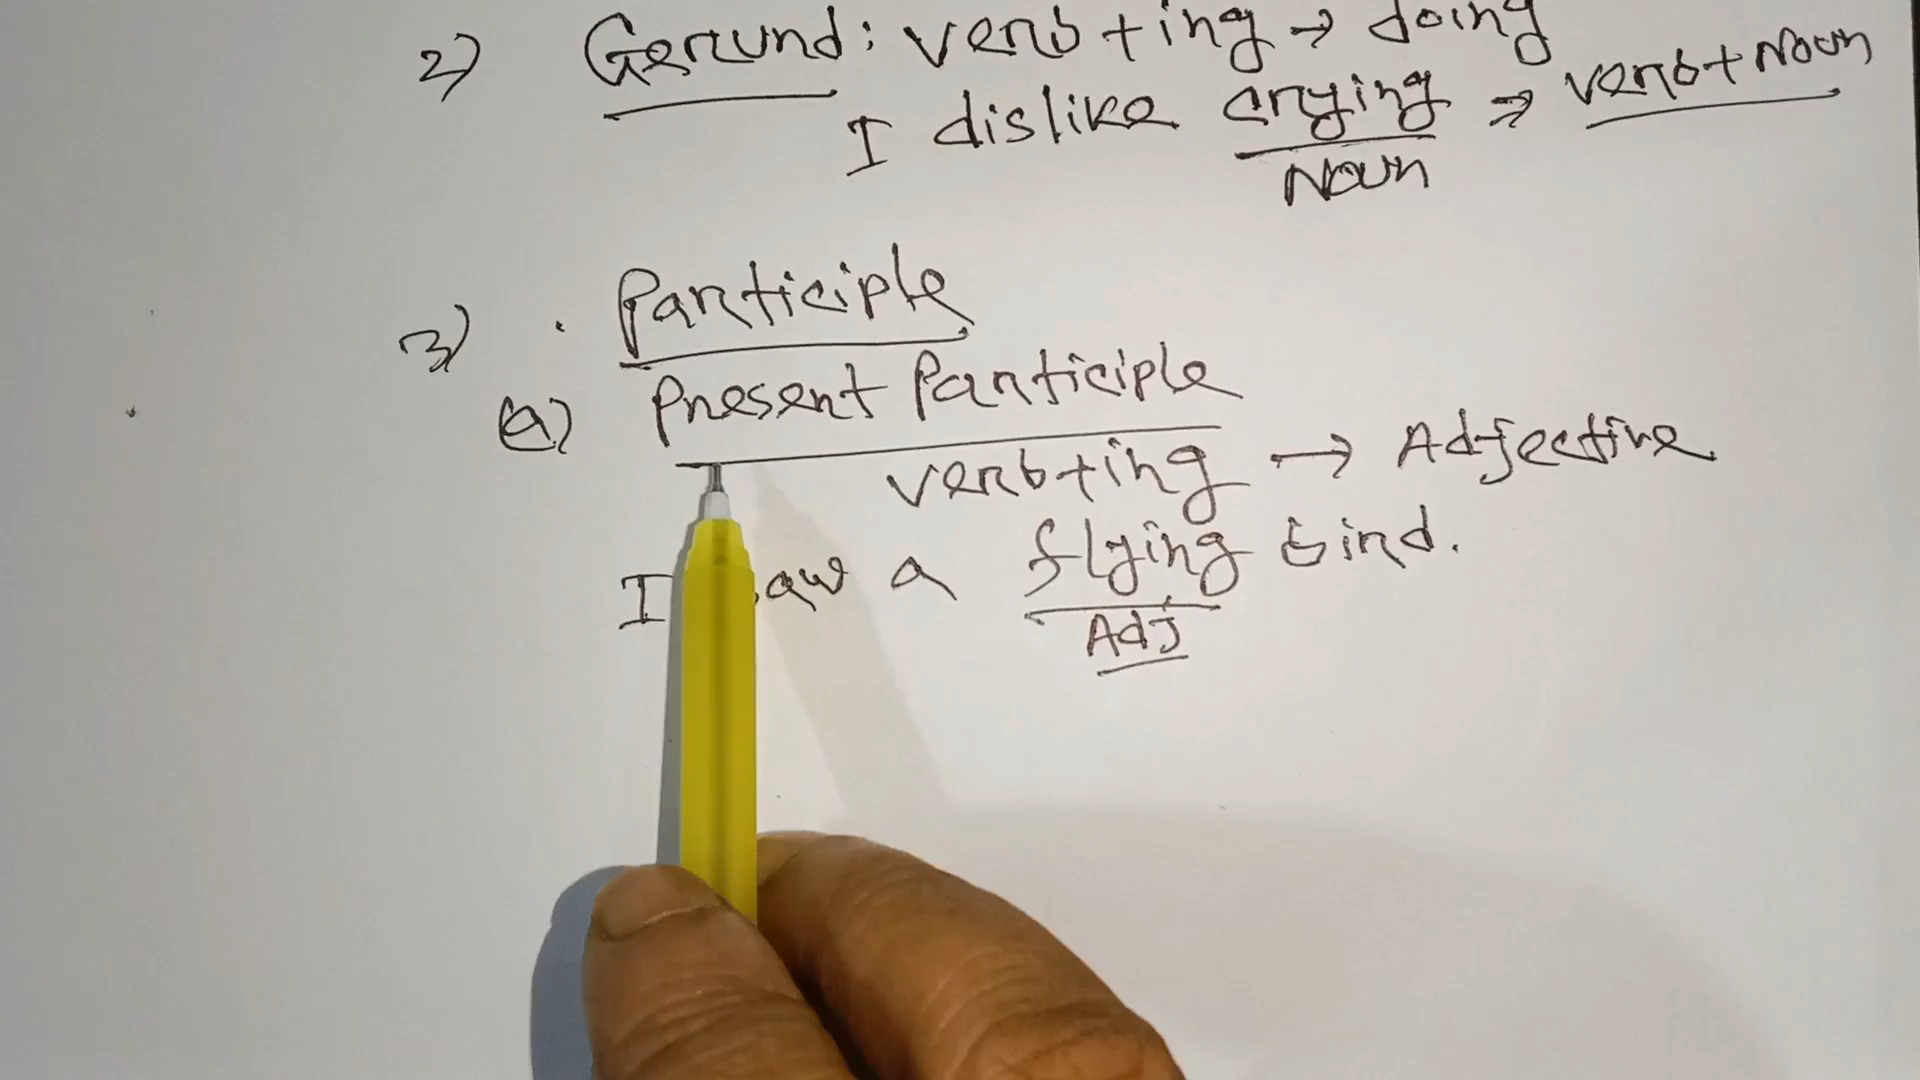 2) Gerund: verb + ing → doing
I dislike crying ⇒ verb + Noun
Noun
3) Participle
(a) Present Participle
verb + ing → Adjective
I saw a flying bird.
Adj